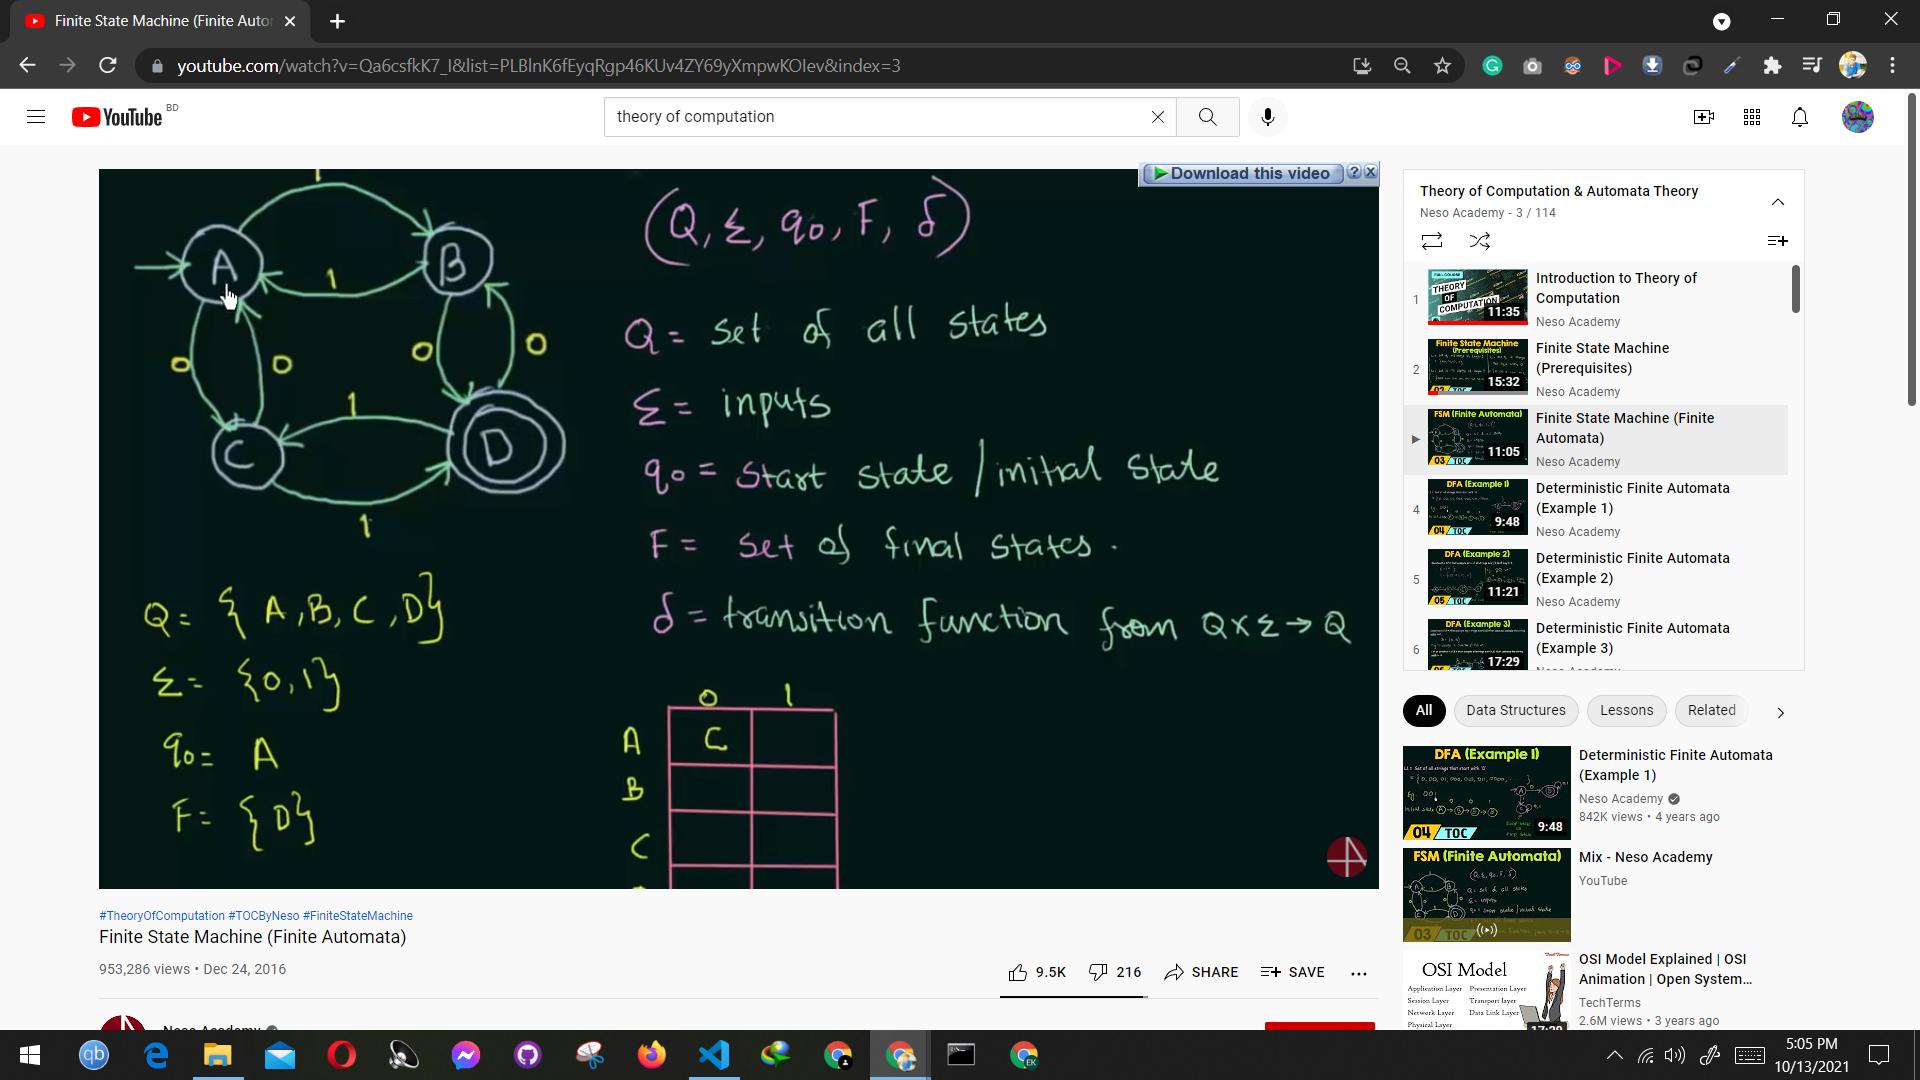 Finite State Machine (Finite Auto
youtube.com/watch?v=Qa6csfkK7_I&list=PLBlnK6fEyqRgp46KUv4ZY69yXmpwKOIev&index=3
YouTube BD
theory of computation
Download this video
1
A
B
1
0
0
0
0
1
C
D
1
(Q, Σ, q0, F, δ)
Q = set of all states
Σ = inputs
q0 = start state / initial state
F = set of final states .
δ = transition function from Q×Σ→Q
Q = { A, B, C, D}
Σ = {0,1}
q0 = A
F = {D}
0 1
A C
B
C
#TheoryOfComputation #TOCByNeso #FiniteStateMachine
Finite State Machine (Finite Automata)
953,286 views • Dec 24, 2016
9.5K 216 SHARE SAVE
Neso Academy
Theory of Computation & Automata Theory
Neso Academy - 3 / 114
1
FULL COURSE
THEORY OF COMPUTATION
11:35
Introduction to Theory of
Computation
Neso Academy
2
Finite State Machine
(Prerequisites)
15:32
Finite State Machine
(Prerequisites)
Neso Academy
FSM (Finite Automata)
11:05
03 TOC
Finite State Machine (Finite
Automata)
Neso Academy
4
DFA (Example 1)
9:48
04 TOC
Deterministic Finite Automata
(Example 1)
Neso Academy
5
DFA (Example 2)
11:21
05 TOC
Deterministic Finite Automata
(Example 2)
Neso Academy
6
DFA (Example 3)
17:29
Deterministic Finite Automata
(Example 3)
All
Data Structures
Lessons
Related
DFA (Example 1)
04 TOC
9:48
Deterministic Finite Automata
(Example 1)
Neso Academy
842K views • 4 years ago
FSM (Finite Automata)
03 TOC
Mix - Neso Academy
YouTube
OSI Model
Application Layer
Session Layer
Network Layer
Physical Layer
Presentation Layer
Transport layer
Data Link Layer
OSI Model Explained | OSI
Animation | Open System...
TechTerms
2.6M views • 3 years ago
qb
EK
5:05 PM
10/13/2021